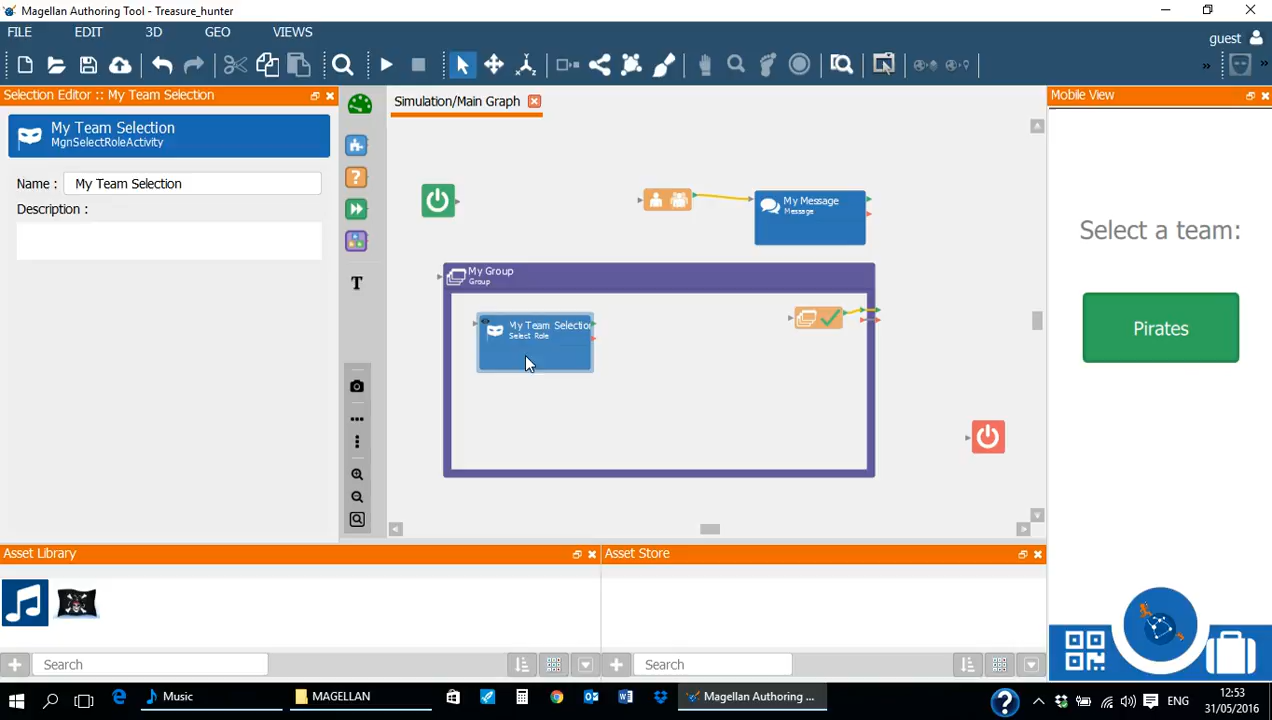 Magellan Authoring Tool - Treasure_hunter
FILE EDIT 3D GEO VIEWS
guest
Selection Editor :: My Team Selection
Simulation/Main Graph
Mobile View
My Team Selection
MgnSelectRoleActivity
Name : My Team Selection
Description :
My Message
Message
Select a team:
My Group
Group
My Team Selection
Select Role
Pirates
T
Asset Library
Asset Store
Search
Search
Music
MAGELLAN
Magellan Authoring ...
ENG
12:53
31/05/2016